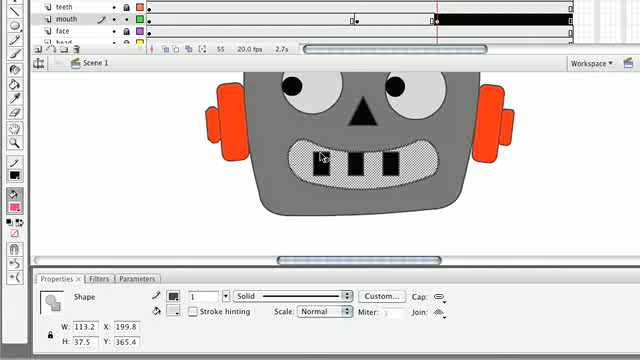 teeth
mouth
face
head
55 20.0 fps 2.7s
Scene 1 Workspace
Properties × Filters Parameters
Shape 1 Solid Custom... Cap:
Stroke hinting Scale: Normal Miter: 3 Join:
W: 113.2 X: 199.8
H: 37.5 Y: 365.4